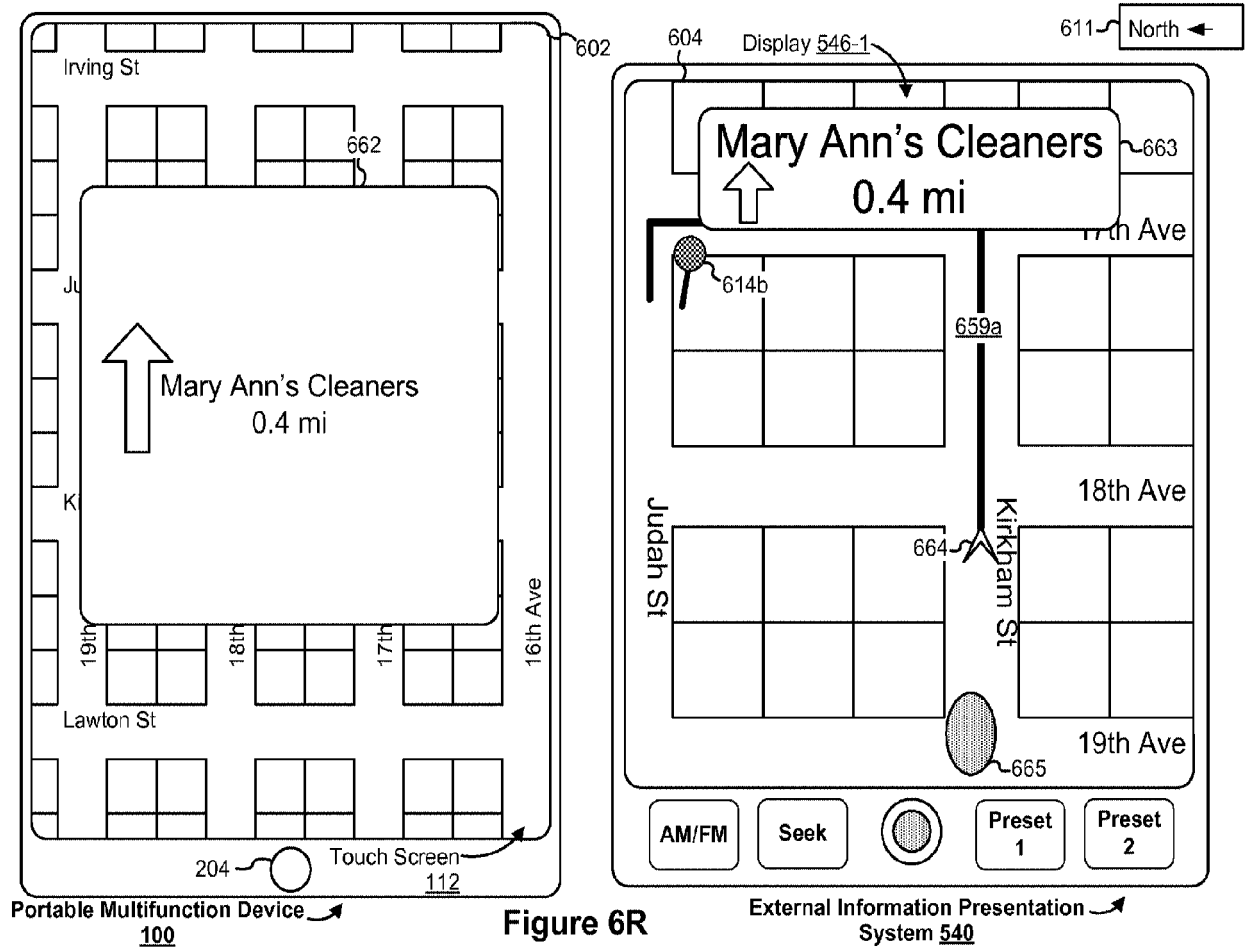 611 North
602
604
Display 546-1
Irving St
662
Mary Ann's Cleaners
0.4 mi
663
17th Ave
Ju
614b
659a
Mary Ann's Cleaners
0.4 mi
18th Ave
Ki
Judah St
664
Kirkham St
19th
18th
17th
16th Ave
Lawton St
19th Ave
665
AM/FM
Seek
Preset
1
Preset
2
204
Touch Screen
112
Portable Multifunction Device
100
Figure 6R
External Information Presentation
System 540